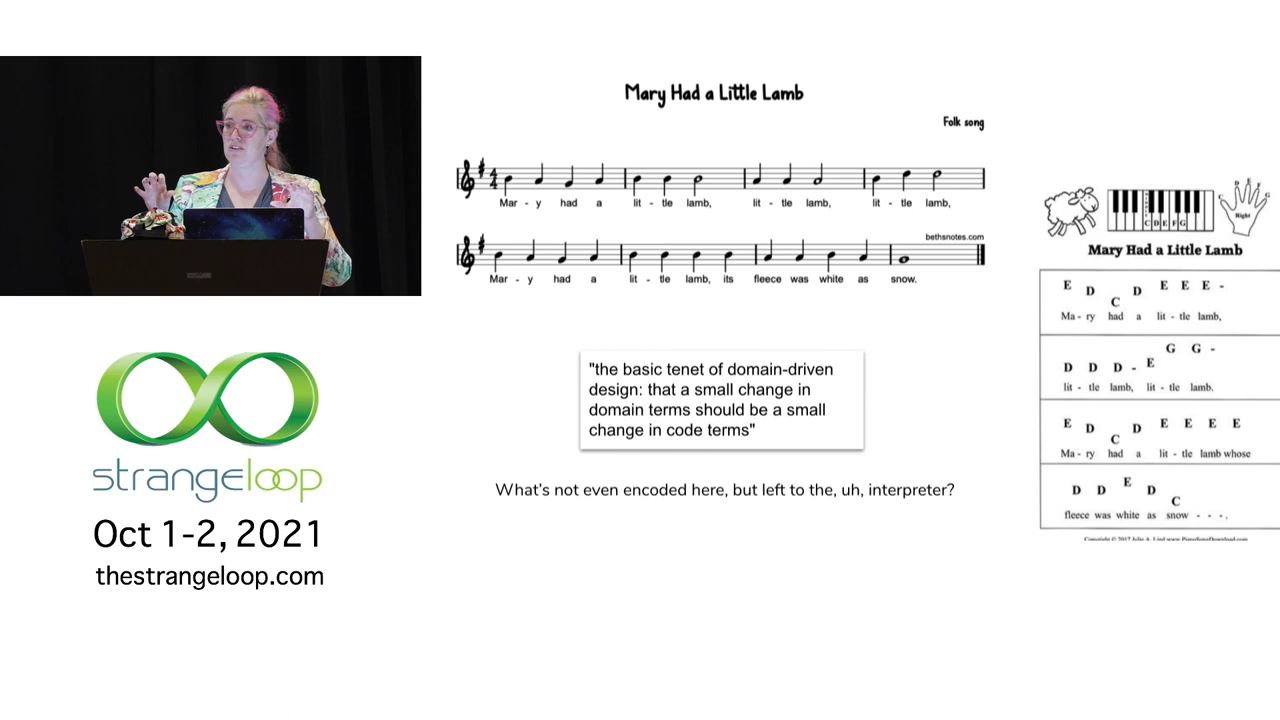 Mary Had a Little Lamb
Folk song
4
4
Mar - y had a lit - tle lamb, lit - tle lamb, lit - tle lamb,
bethsnotes.com
Mar - y had a lit - tle lamb, its fleece was white as snow.
"the basic tenet of domain-driven
design: that a small change in
domain terms should be a small
change in code terms"
What's not even encoded here, but left to the, uh, interpreter?
C D E F G
Right
Mary Had a Little Lamb
E D C D E E E -
Ma - ry had a lit - tle lamb,
D D D - E G G -
lit - tle lamb, lit - tle lamb.
E D C D E E E E
Ma - ry had a lit - tle lamb whose
D D E D C
fleece was white as snow - - -.
strangeloop
Oct 1-2, 2021
thestrangeloop.com